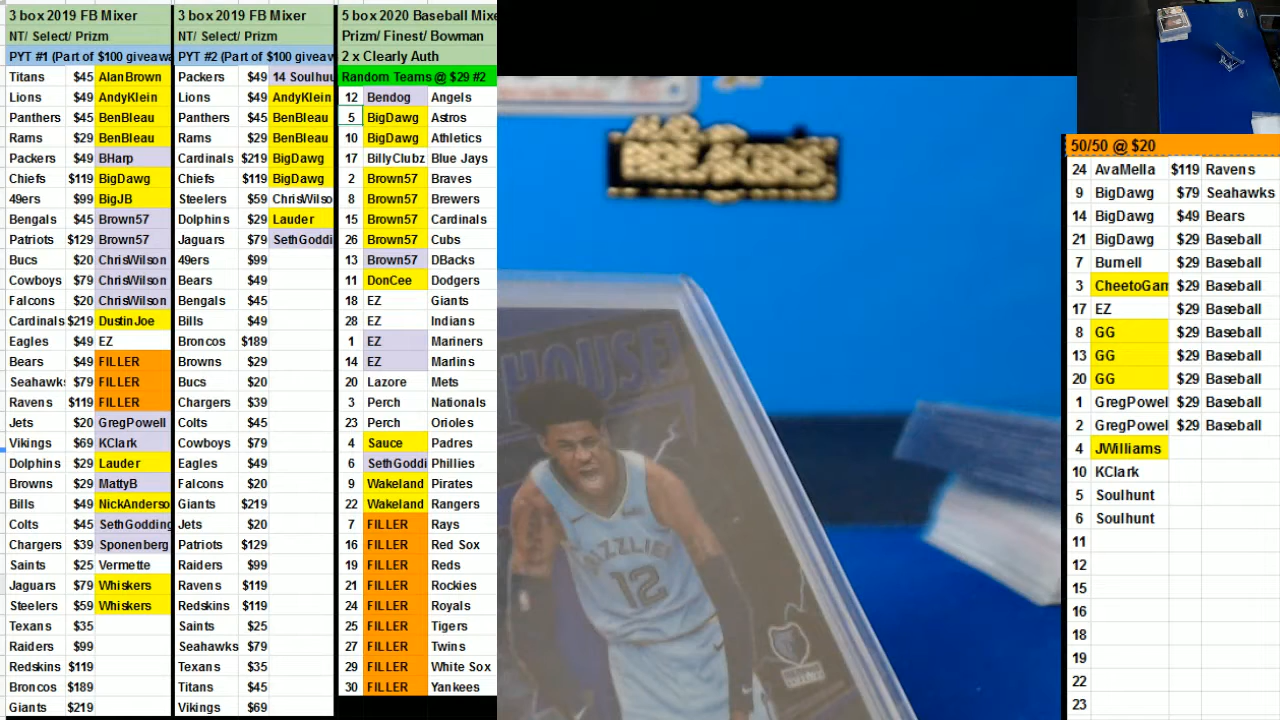 3 box 2019 FB Mixer
NT/ Select/ Prizm
PYT #1 (Part of $100 giveawa
Titans $45 AlanBrown
Lions $49 AndyKlein
Panthers $45 BenBleau
Rams $29 BenBleau
Packers $49 BHarp
Chiefs $119 BigDawg
49ers $99 BigJB
Bengals $45 Brown57
Patriots $129 Brown57
Bucs $20 ChrisWilson
Cowboys $79 ChrisWilson
Falcons $20 ChrisWilson
Cardinals $219 DustinJoe
Eagles $49 EZ
Bears $49 FILLER
Seahawks $79 FILLER
Ravens $119 FILLER
Jets $20 GregPowell
Vikings $69 KClark
Dolphins $29 Lauder
Browns $29 MattyB
Bills $49 NickAnderso
Colts $45 SethGodding
Chargers $39 Sponenberg
Saints $25 Vermette
Jaguars $79 Whiskers
Steelers $59 Whiskers
Texans $35
Raiders $99
Redskins $119
Broncos $189
Giants $219
3 box 2019 FB Mixer
NT/ Select/ Prizm
PYT #2 (Part of $100 giveaw
Packers $49 14 Soulhu
Lions $49 AndyKlein
Panthers $45 BenBleau
Rams $29 BenBleau
Cardinals $219 BigDawg
Chiefs $119 BigDawg
Steelers $59 ChrisWilso
Dolphins $29 Lauder
Jaguars $79 SethGoddi
49ers $99
Bears $49
Bengals $45
Bills $49
Broncos $189
Browns $29
Bucs $20
Chargers $39
Colts $45
Cowboys $79
Eagles $49
Falcons $20
Giants $219
Jets $20
Patriots $129
Raiders $99
Ravens $119
Redskins $119
Saints $25
Seahawks $79
Texans $35
Titans $45
Vikings $69
5 box 2020 Baseball Mixe
Prizm/ Finest/ Bowman
2 x Clearly Auth
Random Teams @ $29 #2
12 Bendog Angels
5 BigDawg Astros
10 BigDawg Athletics
17 BillyClubz Blue Jays
2 Brown57 Braves
8 Brown57 Brewers
15 Brown57 Cardinals
26 Brown57 Cubs
13 Brown57 DBacks
11 DonCee Dodgers
18 EZ Giants
28 EZ Indians
1 EZ Mariners
14 EZ Marlins
20 Lazore Mets
3 Perch Nationals
23 Perch Orioles
4 Sauce Padres
6 SethGoddi Phillies
9 Wakeland Pirates
22 Wakeland Rangers
7 FILLER Rays
16 FILLER Red Sox
19 FILLER Reds
21 FILLER Rockies
24 FILLER Royals
25 FILLER Tigers
27 FILLER Twins
29 FILLER White Sox
30 FILLER Yankees
HOUSE
12
50/50 @ $20
24 AvaMella $119 Ravens
9 BigDawg $79 Seahawks
14 BigDawg $49 Bears
21 BigDawg $29 Baseball
7 Burnell $29 Baseball
3 CheetoGam $29 Baseball
17 EZ $29 Baseball
8 GG $29 Baseball
13 GG $29 Baseball
20 GG $29 Baseball
1 GregPowel $29 Baseball
2 GregPowel $29 Baseball
4 JWilliams
10 KClark
5 Soulhunt
6 Soulhunt
11
12
15
16
18
19
22
23